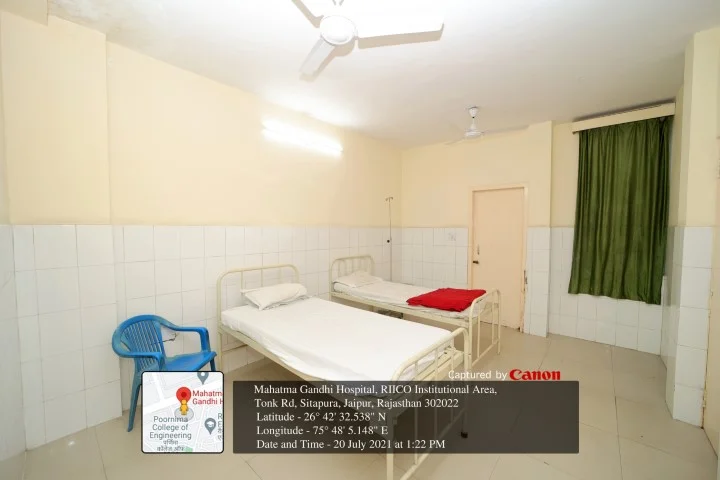 Captured by Canon
Mahatma Gandhi Hospital, RIICO Institutional Area,
Tonk Rd, Sitapura, Jaipur, Rajasthan 302022
Latitude - 26° 42' 32.538" N
Longitude - 75° 48' 5.148" E
Date and Time - 20 July 2021 at 1:22 PM
Mahatm
Gandhi H
Poornima
College of
Engineering